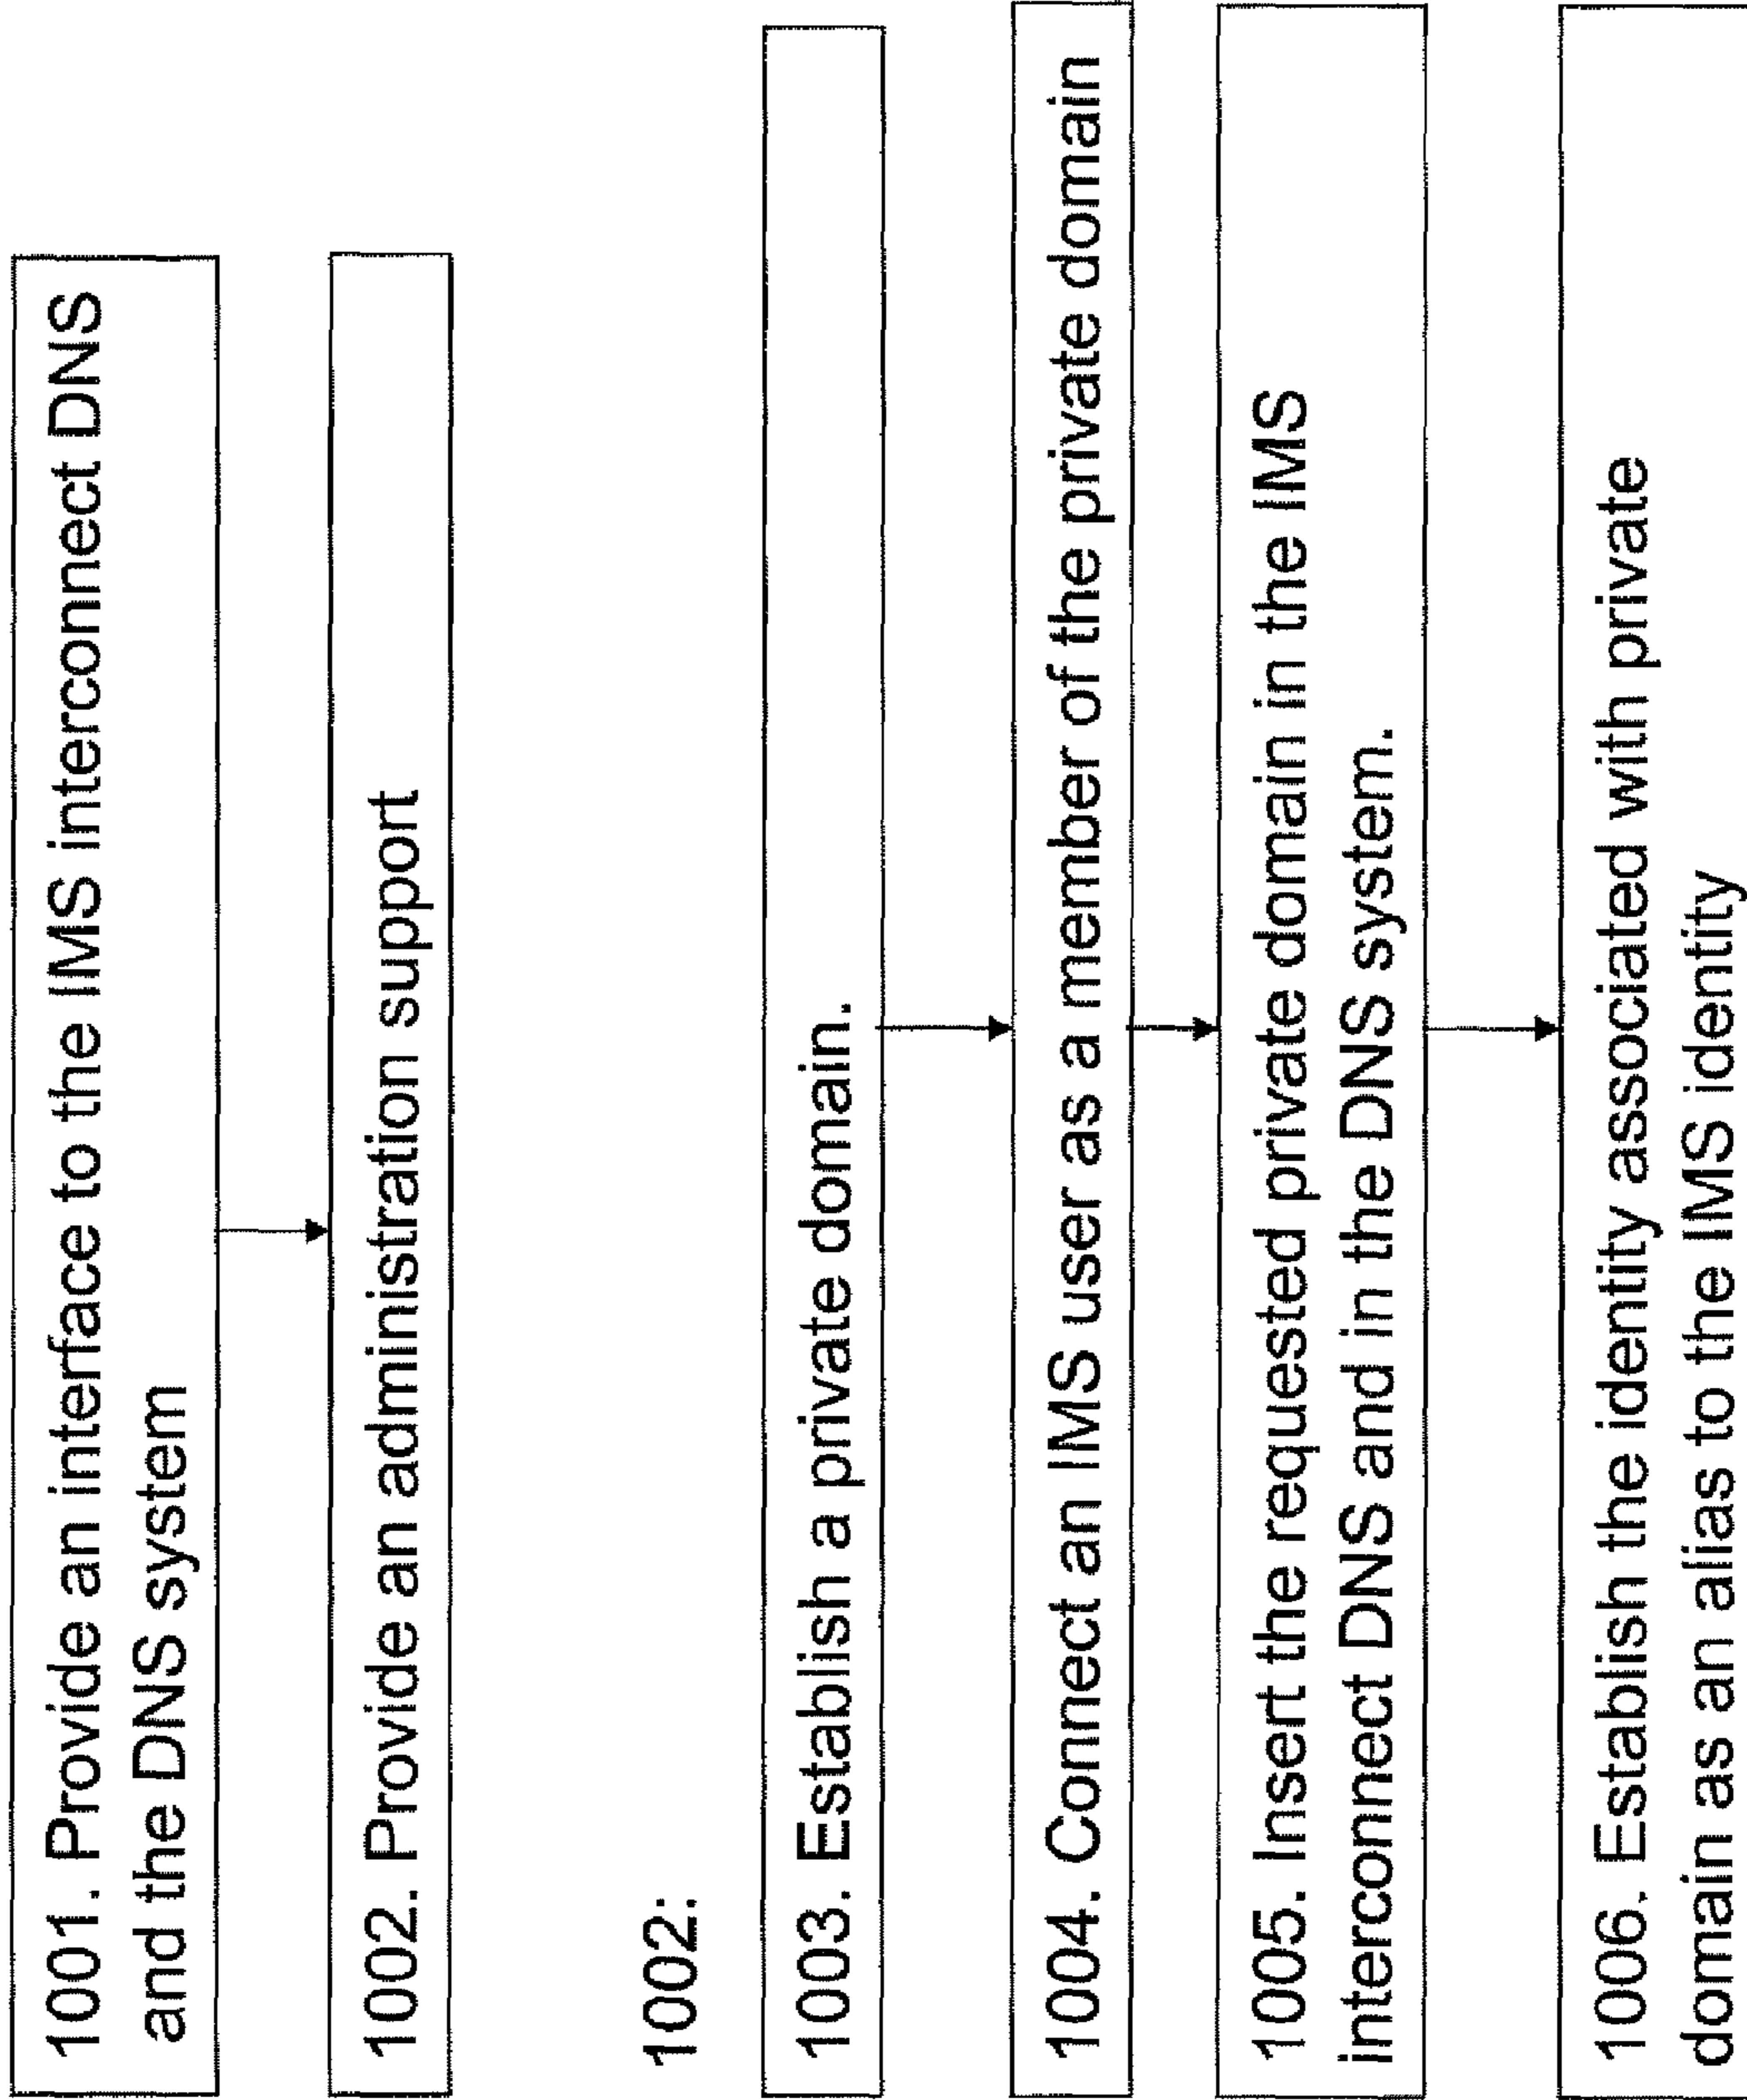 1001. Provide an interface to the IMS interconnect DNS
and the DNS system
1002. Provide an administration support
1002:
1003. Establish a private domain.
1004. Connect an IMS user as a member of the private domain
1005. Insert the requested private domain in the IMS
interconnect DNS and in the DNS system.
1006. Establish the identity associated with private
domain as an alias to the IMS identity